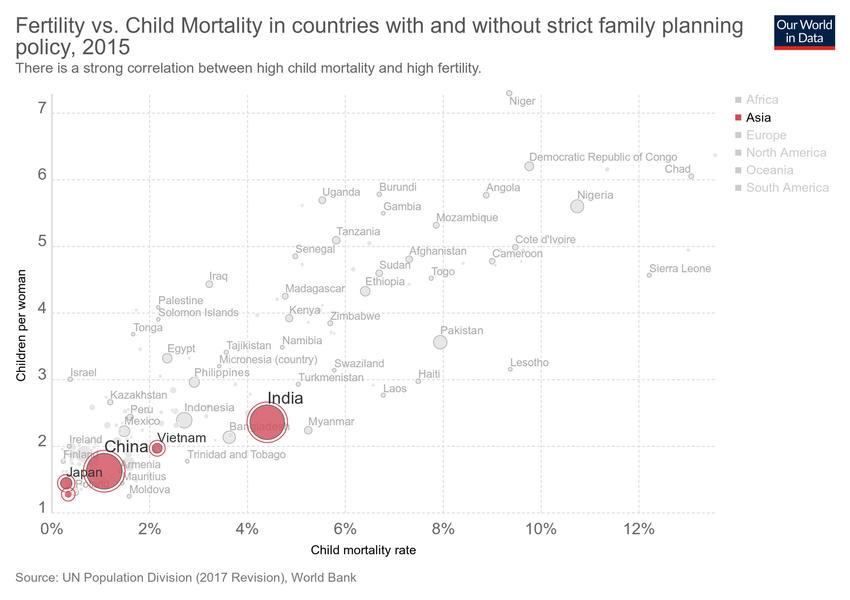 Fertility vs. Child Mortality in countries with and without strict family planning
policy, 2015
There is a strong correlation between high child mortality and high fertility.
Our World
in Data
Africa
Asia
Europe
North America
Oceania
South America
Children per woman
7
6
5
4
3
2
1
Niger
Democratic Republic of Congo
Chad
Uganda
Burundi
Angola
Nigeria
Gambia
Mozambique
Tanzania
Cote d'Ivoire
Senegal
Afghanistan
Cameroon
Sudan
Togo
Sierra Leone
Iraq
Ethiopia
Madagascar
Palestine
Solomon Islands
Kenya
Zimbabwe
Tonga
Pakistan
Egypt
Tajikistan
Namibia
Micronesia (country)
Swaziland
Lesotho
Israel
Philippines
Turkmenistan
Haiti
Laos
Kazakhstan
India
Peru
Indonesia
Mexico
Bangladesh
Myanmar
Ireland
Vietnam
China
Finland
Trinidad and Tobago
Armenia
Japan
Mauritius
Poland
Moldova
0%
2%
4%
6%
8%
10%
12%
Child mortality rate
Source: UN Population Division (2017 Revision), World Bank